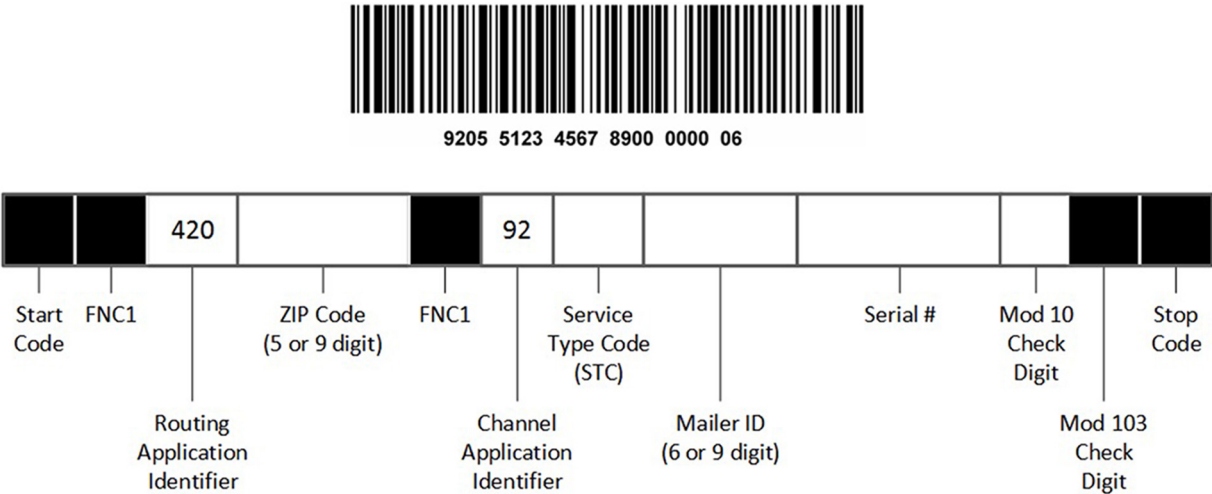 9205 5123 4567 8900 0000 06
420
92
Start
Code
FNC1
ZIP Code
(5 or 9 digit)
FNC1
Service
Type Code
(STC)
Serial #
Mod 10
Check
Digit
Stop
Code
Routing
Application
Identifier
Channel
Application
Identifier
Mailer ID
(6 or 9 digit)
Mod 103
Check
Digit